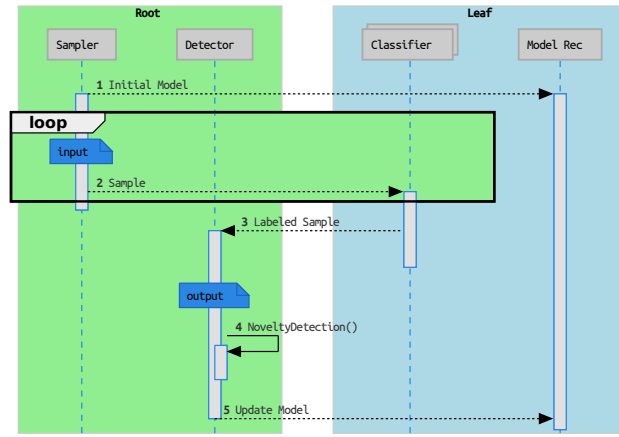 Root
Leaf
Sampler
Detector
Classifier
Model Rec
1 Initial Model
loop
input
2 Sample
3 Labeled Sample
output
4 NoveltyDetection()
5 Update Model